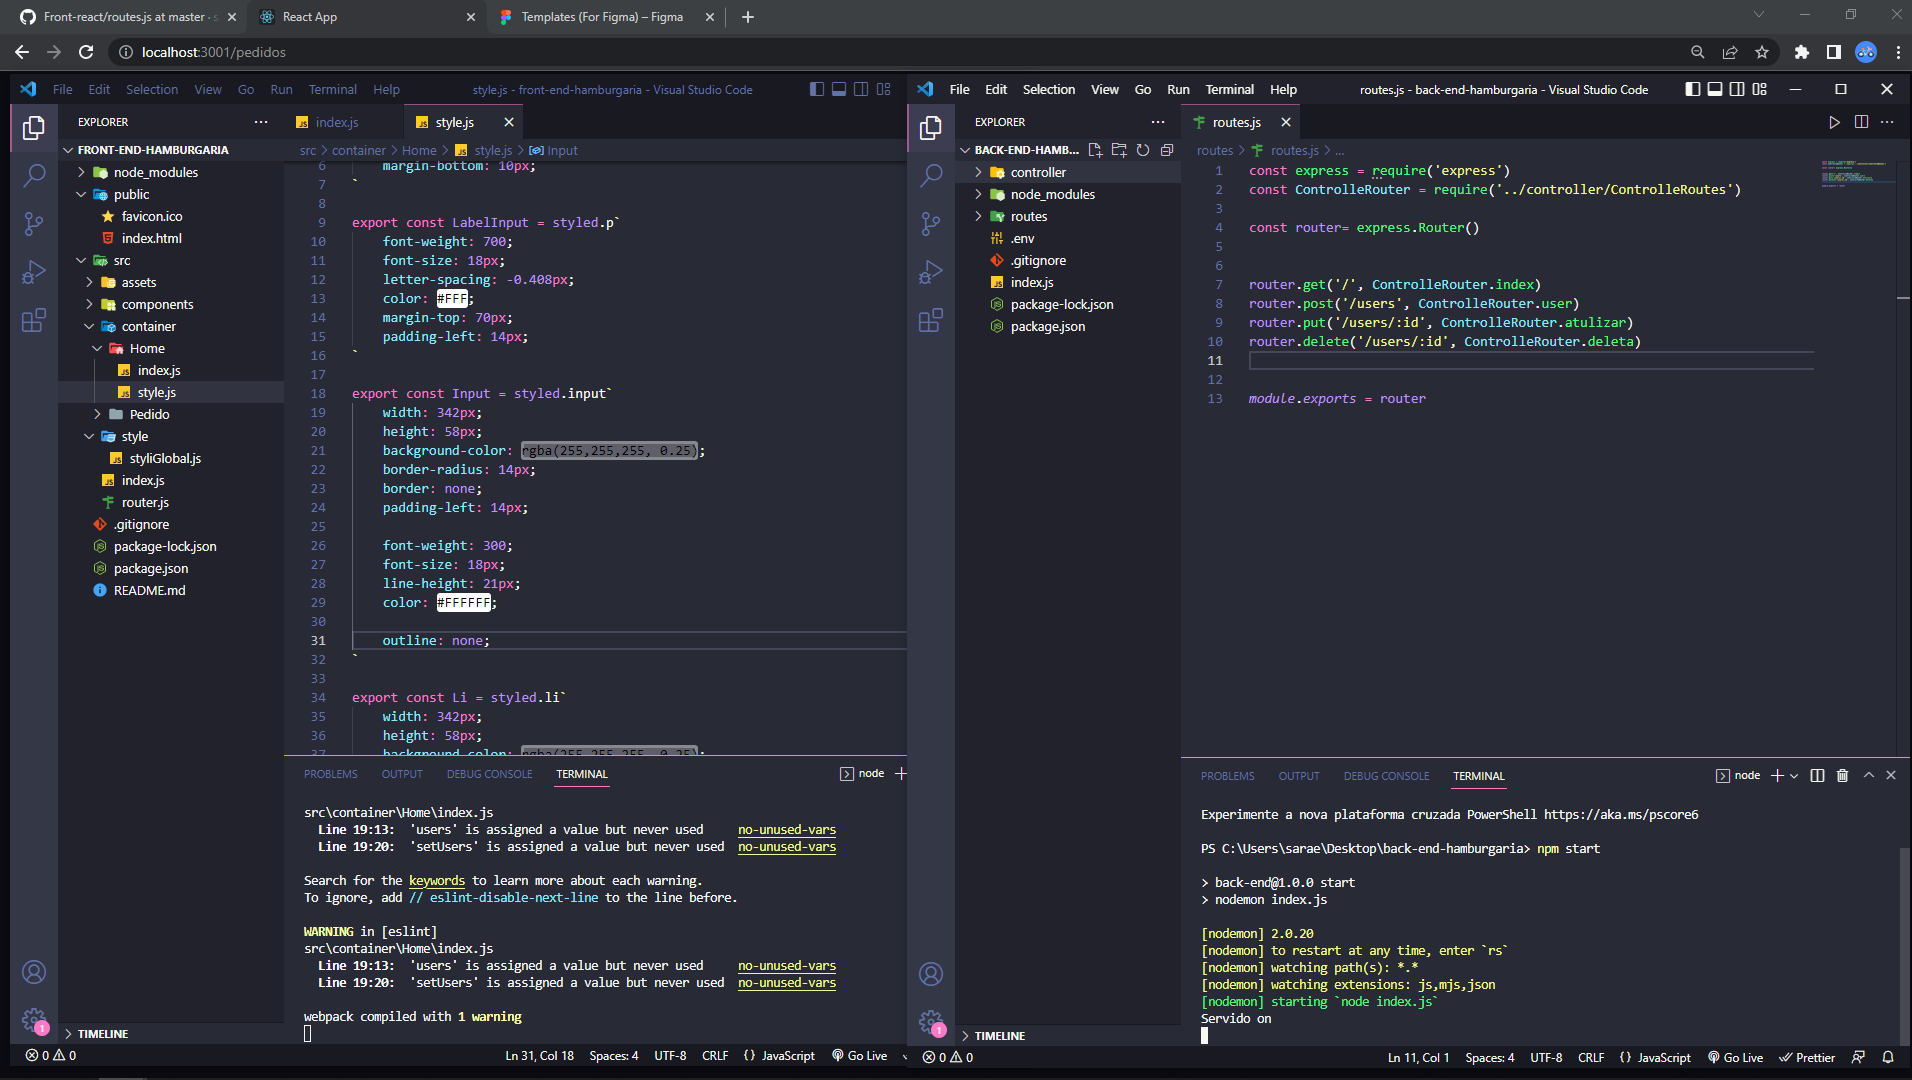 Front-react/routes.js at master · s
React App
Templates (For Figma) – Figma
localhost:3001/pedidos
File Edit Selection View Go Run Terminal Help
style.js - front-end-hamburgaria - Visual Studio Code
EXPLORER
FRONT-END-HAMBURGARIA
node_modules
public
favicon.ico
index.html
src
assets
components
container
Home
index.js
style.js
Pedido
style
styliGlobal.js
index.js
router.js
.gitignore
package-lock.json
package.json
README.md
TIMELINE
index.js
style.js
src > container > Home > style.js > Input
6 margin-bottom: 10px;
7 `
8
9 export const LabelInput = styled.p`
10 font-weight: 700;
11 font-size: 18px;
12 letter-spacing: -0.408px;
13 color: #FFF;
14 margin-top: 70px;
15 padding-left: 14px;
16 `
17
18 export const Input = styled.input`
19 width: 342px;
20 height: 58px;
21 background-color: rgba(255,255,255, 0.25);
22 border-radius: 14px;
23 border: none;
24 padding-left: 14px;
25
26 font-weight: 300;
27 font-size: 18px;
28 line-height: 21px;
29 color: #FFFFFF;
30
31 outline: none;
32 `
33
34 export const Li = styled.li`
35 width: 342px;
36 height: 58px;
37 background-color: rgba(255,255,255, 0.25);
PROBLEMS OUTPUT DEBUG CONSOLE TERMINAL
node
src\container\Home\index.js
Line 19:13: 'users' is assigned a value but never used no-unused-vars
Line 19:20: 'setUsers' is assigned a value but never used no-unused-vars
Search for the keywords to learn more about each warning.
To ignore, add // eslint-disable-next-line to the line before.
WARNING in [eslint]
src\container\Home\index.js
Line 19:13: 'users' is assigned a value but never used no-unused-vars
Line 19:20: 'setUsers' is assigned a value but never used no-unused-vars
webpack compiled with 1 warning
1
0 0
Ln 31, Col 18 Spaces: 4 UTF-8 CRLF {} JavaScript Go Live
File Edit Selection View Go Run Terminal Help
routes.js - back-end-hamburgaria - Visual Studio Code
EXPLORER
BACK-END-HAMB...
controller
node_modules
routes
.env
.gitignore
index.js
package-lock.json
package.json
TIMELINE
routes.js
routes > routes.js > ...
1 const express = require('express')
2 const ControlleRouter = require('../controller/ControlleRoutes')
3
4 const router= express.Router()
5
6
7 router.get('/', ControlleRouter.index)
8 router.post('/users', ControlleRouter.user)
9 router.put('/users/:id', ControlleRouter.atulizar)
10 router.delete('/users/:id', ControlleRouter.deleta)
11
12
13 module.exports = router
PROBLEMS OUTPUT DEBUG CONSOLE TERMINAL
node
Experimente a nova plataforma cruzada PowerShell https://aka.ms/pscore6
PS C:\Users\sarae\Desktop\back-end-hamburgaria> npm start
> back-end@1.0.0 start
> nodemon index.js
[nodemon] 2.0.20
[nodemon] to restart at any time, enter `rs`
[nodemon] watching path(s): *.*
[nodemon] watching extensions: js,mjs,json
[nodemon] starting `node index.js`
Servido on
1
0 0
Ln 11, Col 1 Spaces: 4 UTF-8 CRLF {} JavaScript Go Live Prettier